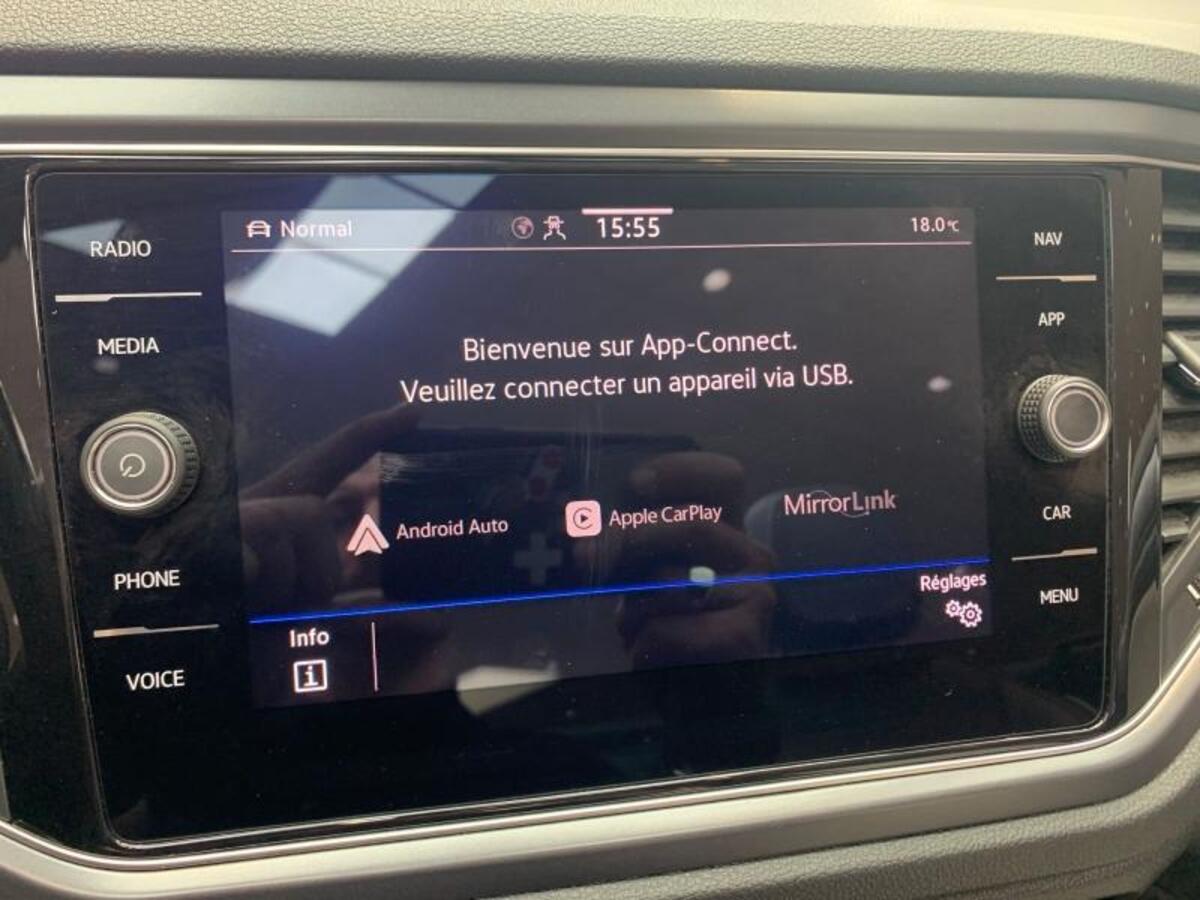 Normal
15:55
18.0°C
RADIO
MEDIA
PHONE
VOICE
Bienvenue sur App-Connect.
Veuillez connecter un appareil via USB.
Android Auto
Apple CarPlay
MirrorLink
Info
i
Réglages
NAV
APP
CAR
MENU